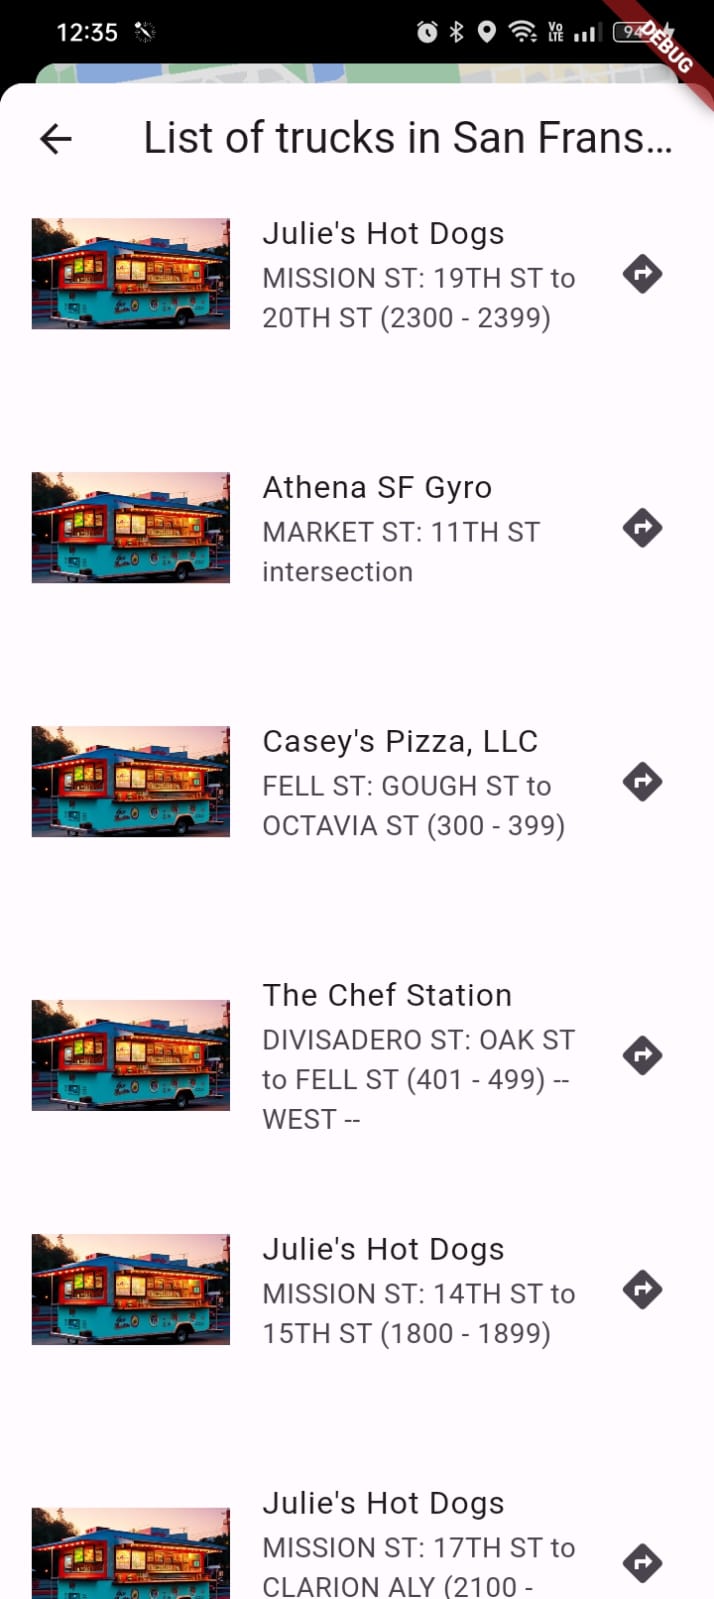 12:35
Vo
LTE
94
DEBUG
List of trucks in San Frans...
Julie's Hot Dogs
MISSION ST: 19TH ST to
20TH ST (2300 - 2399)
Athena SF Gyro
MARKET ST: 11TH ST
intersection
Casey's Pizza, LLC
FELL ST: GOUGH ST to
OCTAVIA ST (300 - 399)
The Chef Station
DIVISADERO ST: OAK ST
to FELL ST (401 - 499) --
WEST --
Julie's Hot Dogs
MISSION ST: 14TH ST to
15TH ST (1800 - 1899)
Julie's Hot Dogs
MISSION ST: 17TH ST to
CLARION ALY (2100 -